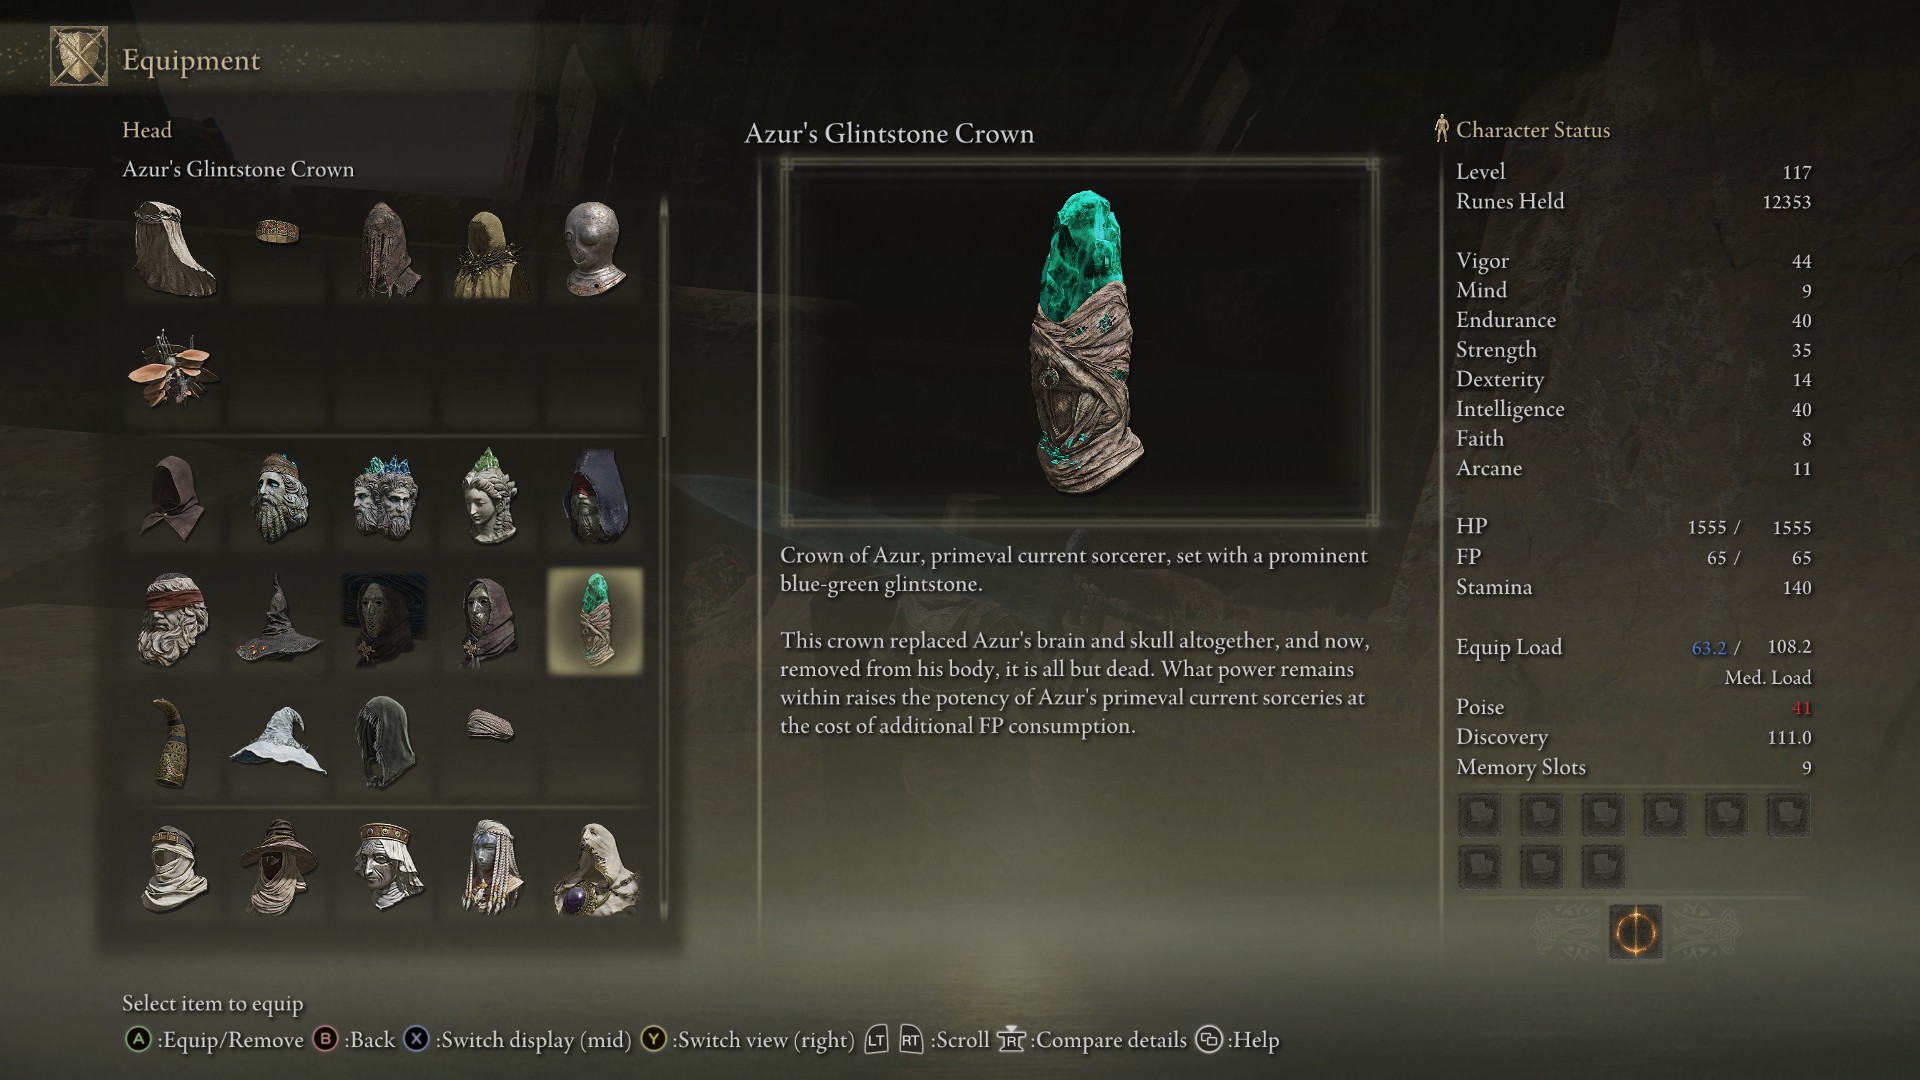 Equipment
Head
Azur's Glintstone Crown
Azur's Glintstone Crown
Crown of Azur, primeval current sorcerer, set with a prominent
blue-green glintstone.
This crown replaced Azur's brain and skull altogether, and now,
removed from his body, it is all but dead. What power remains
within raises the potency of Azur's primeval current sorceries at
the cost of additional FP consumption.
Character Status
Level 117
Runes Held 12353
Vigor 44
Mind 9
Endurance 40
Strength 35
Dexterity 14
Intelligence 40
Faith 8
Arcane 11
HP 1555 / 1555
FP 65 / 65
Stamina 140
Equip Load 63.2 / 108.2
Med. Load
Poise 41
Discovery 111.0
Memory Slots 9
Select item to equip
A :Equip/Remove B :Back X :Switch display (mid) Y :Switch view (right) LT RT :Scroll R :Compare details :Help